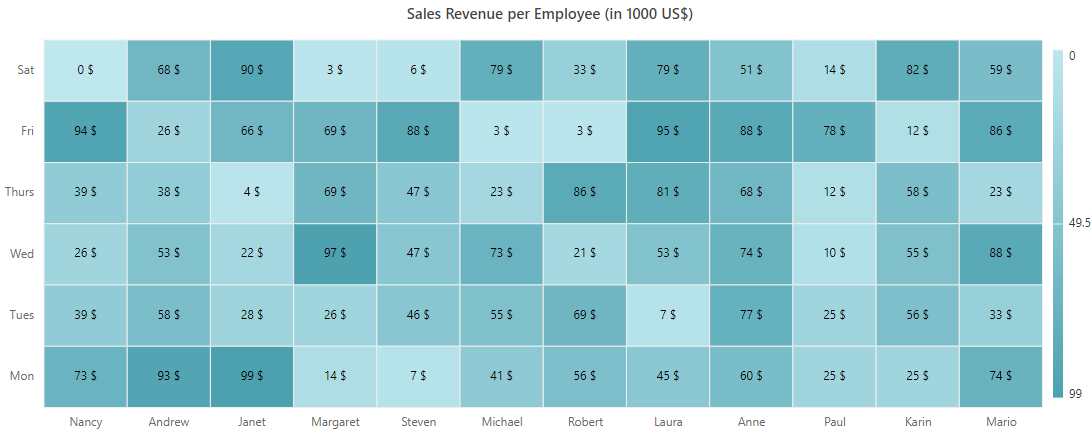 Sales Revenue per Employee (in 1000 US$)
Sat 0 $ 68 $ 90 $ 3 $ 6 $ 79 $ 33 $ 79 $ 51 $ 14 $ 82 $ 59 $
Fri 94 $ 26 $ 66 $ 69 $ 88 $ 3 $ 3 $ 95 $ 88 $ 78 $ 12 $ 86 $
Thurs 39 $ 38 $ 4 $ 69 $ 47 $ 23 $ 86 $ 81 $ 68 $ 12 $ 58 $ 23 $
Wed 26 $ 53 $ 22 $ 97 $ 47 $ 73 $ 21 $ 53 $ 74 $ 10 $ 55 $ 88 $
Tues 39 $ 58 $ 28 $ 26 $ 46 $ 55 $ 69 $ 7 $ 77 $ 25 $ 56 $ 33 $
Mon 73 $ 93 $ 99 $ 14 $ 7 $ 41 $ 56 $ 45 $ 60 $ 25 $ 25 $ 74 $
Nancy Andrew Janet Margaret Steven Michael Robert Laura Anne Paul Karin Mario
0
49.5
99